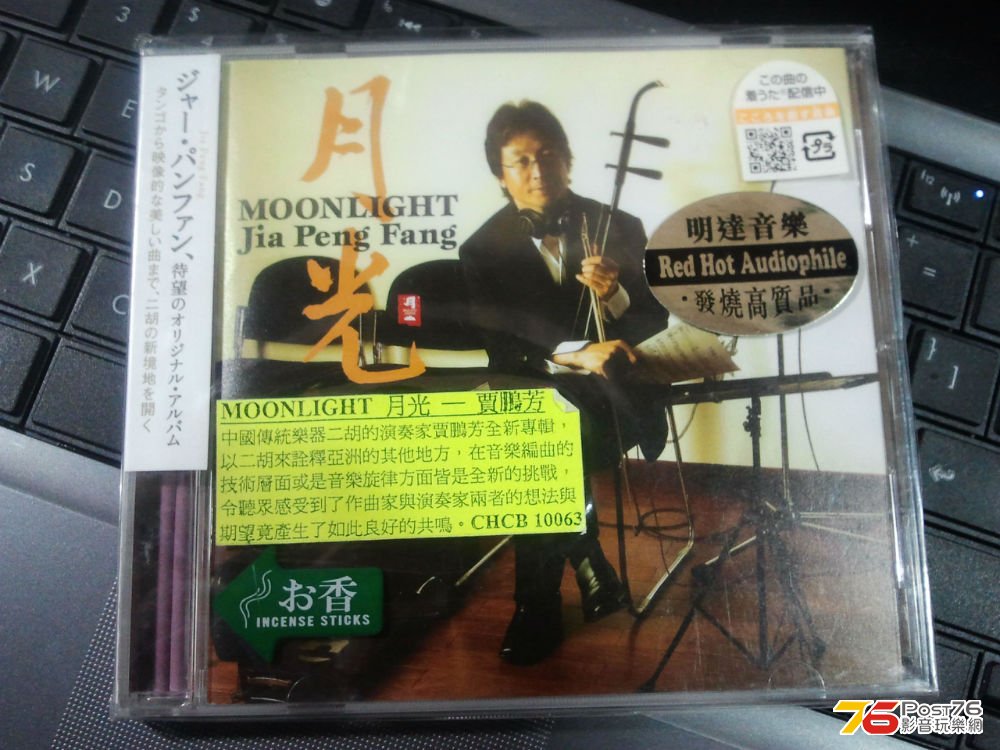 ジャー・パンファン、待望のオリジナル・アルバム
Jia Peng Fang
タンゴから映像的な美しい曲まで、二胡の新境地を開く
月光
MOONLIGHT
Jia Peng Fang
月
この曲の
着うた®配信中
明達音樂
Red Hot Audiophile
・發燒高質品・
MOONLIGHT 月光 — 賈鵬芳
中國傳統樂器二胡的演奏家賈鵬芳全新專輯，
以二胡來詮釋亞洲的其他地方，在音樂編曲的
技術層面或是音樂旋律方面皆是全新的挑戰，
令聽眾感受到了作曲家與演奏家兩者的想法與
期望竟產生了如此良好的共鳴。CHCB 10063
お香
INCENSE STICKS
3
W
E
S
D
Z
X
C
f12
}
]
76 Post76
影音玩樂網